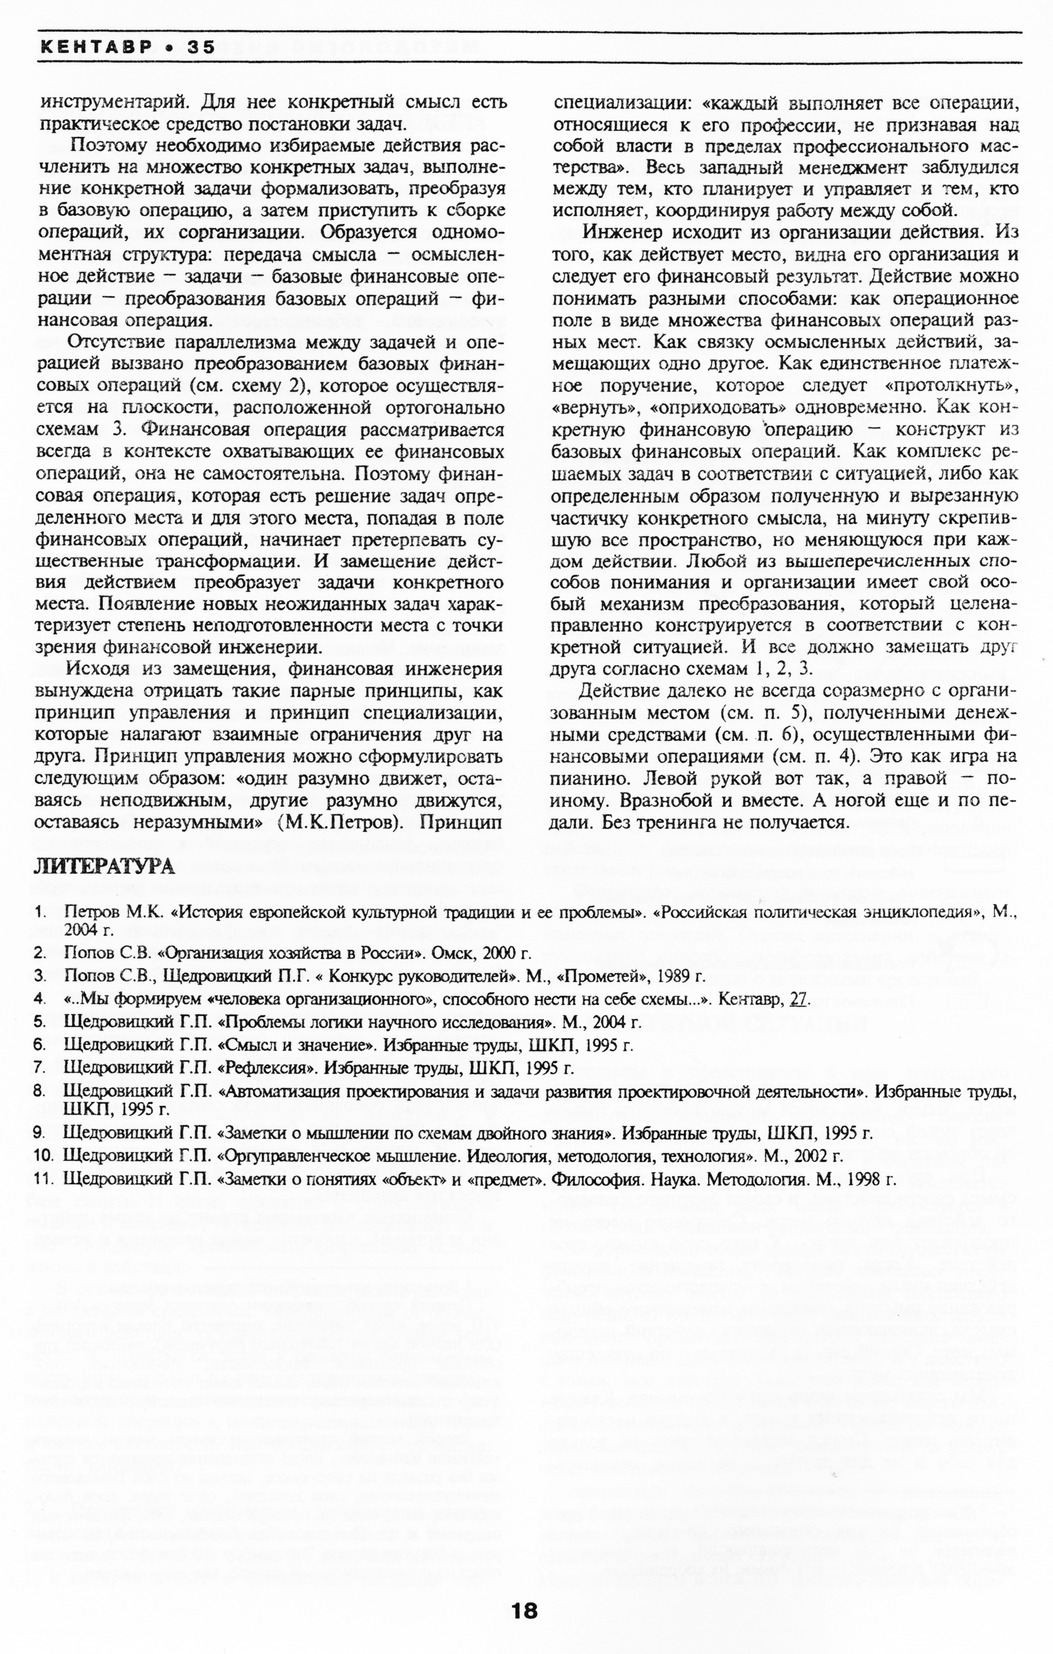 КЕНТАВР • 35
инструментарий. Для нее конкретный смысл есть
практическое средство постановки задач.
Поэтому необходимо избираемые действия рас-
членить на множество конкретных задач, выполне-
ние конкретной задачи формализовать, преобразуя
в базовую операцию, а затем приступить к сборке
операций, их сорганизации. Образуется одномо-
ментная структура: передача смысла — осмыслен-
ное действие — задачи — базовые финансовые опе-
рации — преобразования базовых операций — фи-
нансовая операция.
Отсутствие параллелизма между задачей и опе-
рацией вызвано преобразованием базовых финан-
совых операций (см. схему 2), которое осуществля-
ется на плоскости, расположенной ортогонально
схемам 3. Финансовая операция рассматривается
всегда в контексте охватывающих ее финансовых
операций, она не самостоятельна. Поэтому финан-
совая операция, которая есть решение задач опре-
деленного места и для этого места, попадая в поле
финансовых операций, начинает претерпевать су-
щественные трансформации. И замещение дейст-
вия действием преобразует задачи конкретного
места. Появление новых неожиданных задач харак-
теризует степень неподготовленности места с точки
зрения финансовой инженерии.
Исходя из замещения, финансовая инженерия
вынуждена отрицать такие парные принципы, как
принцип управления и принцип специализации,
которые налагают взаимные ограничения друг на
друга. Принцип управления можно сформулировать
следующим образом: «один разумно движет, оста-
ваясь неподвижным, другие разумно движутся,
оставаясь неразумными» (М.К.Петров). Принцип
специализации: «каждый выполняет все операции,
относящиеся к его профессии, не признавая над
собой власти в пределах профессионального мас-
терства». Весь западный менеджмент заблудился
между тем, кто планирует и управляет и тем, кто
исполняет, координируя работу между собой.
Инженер исходит из организации действия. Из
того, как действует место, видна его организация и
следует его финансовый результат. Действие можно
понимать разными способами: как операционное
поле в виде множества финансовых операций раз-
ных мест. Как связку осмысленных действий, за-
мещающих одно другое. Как единственное платеж-
ное поручение, которое следует «протолкнуть»,
«вернуть», «оприходовать» одновременно. Как кон-
кретную финансовую операцию — конструкт из
базовых финансовых операций. Как комплекс ре-
шаемых задач в соответствии с ситуацией, либо как
определенным образом полученную и вырезанную
частичку конкретного смысла, на минуту скрепив-
шую все пространство, но меняющуюся при каж-
дом действии. Любой из вышеперечисленных спо-
собов понимания и организации имеет свой осо-
бый механизм преобразования, который целена-
правленно конструируется в соответствии с кон-
кретной ситуацией. И все должно замещать друг
друга согласно схемам 1, 2, 3.
Действие далеко не всегда соразмерно с органи-
зованным местом (см. п. 5), полученными денеж-
ными средствами (см. п. 6), осуществленными фи-
нансовыми операциями (см. п. 4). Это как игра на
пианино. Левой рукой вот так, а правой — по-
иному. Вразнобой и вместе. А ногой еще и по пе-
дали. Без тренинга не получается.
ЛИТЕРАТУРА
1. Петров М.К. «История европейской культурной традиции и ее проблемы». «Российская политическая энциклопедия», М.,
2004 г.
2. Попов С.В. «Организация хозяйства в России». Омск, 2000 г.
3. Попов С.В., Щедровицкий П.Г. « Конкурс руководителей». М., «Прометей», 1989 г.
4. «..Мы формируем «человека организационного», способного нести на себе схемы...». Кентавр, 27.
5. Щедровицкий Г.П. «Проблемы логики научного исследования». М., 2004 г.
6. Щедровицкий Г.П. «Смысл и значение». Избранные труды, ШКП, 1995 г.
7. Щедровицкий Г.П. «Рефлексия». Избранные труды, ШКП, 1995 г.
8. Щедровицкий Г.П. «Автоматизация проектирования и задачи развития проектировочной деятельности». Избранные труды,
ШКП, 1995 г.
9. Щедровицкий Г.П. «Заметки о мышлении по схемам двойного знания». Избранные труды, ШКП, 1995 г.
10. Щедровицкий Г.П. «Оргуправленческое мышление. Идеология, методология, технология». М., 2002 г.
11. Щедровицкий Г.П. «Заметки о понятиях «объект» и «предмет». Философия. Наука. Методология. М., 1998 г.
18